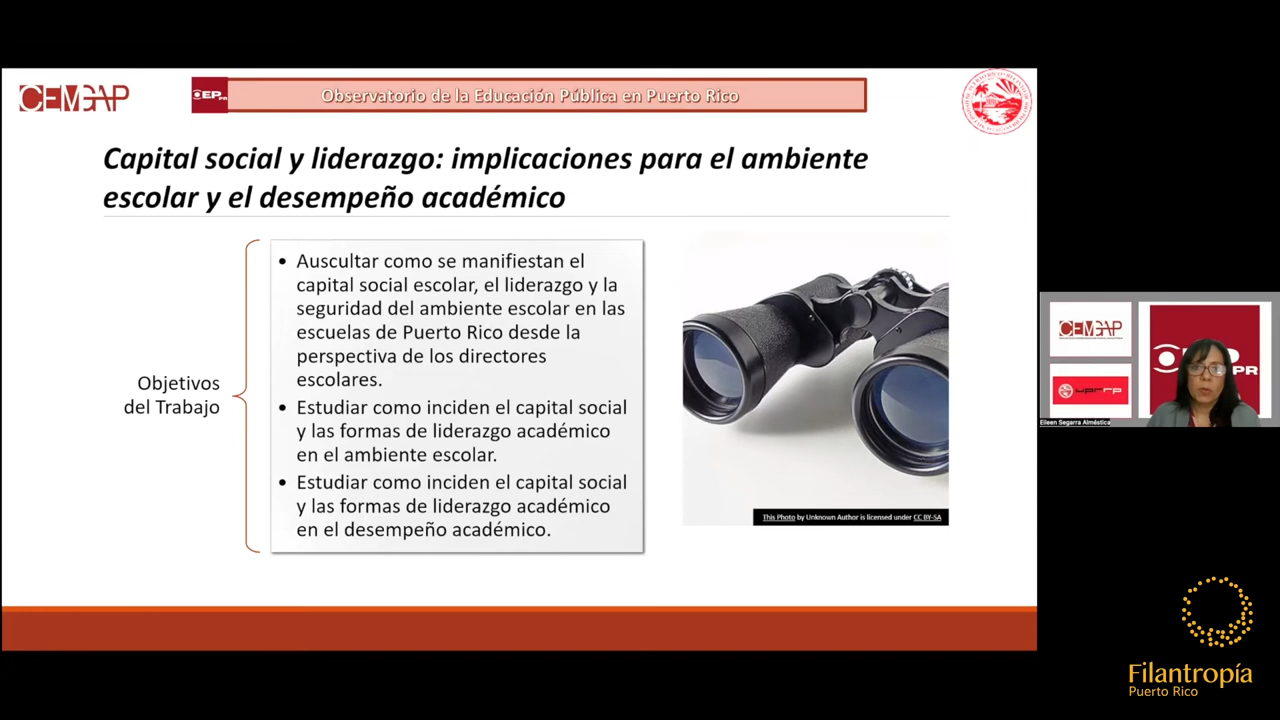 CEMGAP
OEP PR
Observatorio de la Educación Pública en Puerto Rico
Capital social y liderazgo: implicaciones para el ambiente
escolar y el desempeño académico
Objetivos
del Trabajo
• Auscultar como se manifiestan el
capital social escolar, el liderazgo y la
seguridad del ambiente escolar en las
escuelas de Puerto Rico desde la
perspectiva de los directores
escolares.
• Estudiar como inciden el capital social
y las formas de liderazgo académico
en el ambiente escolar.
• Estudiar como inciden el capital social
y las formas de liderazgo académico
en el desempeño académico.
This Photo by Unknown Author is licensed under CC BY-SA
CEMGAP
OEP PR
uprrp
Eileen Segarra Alméstica
Filantropía
Puerto Rico